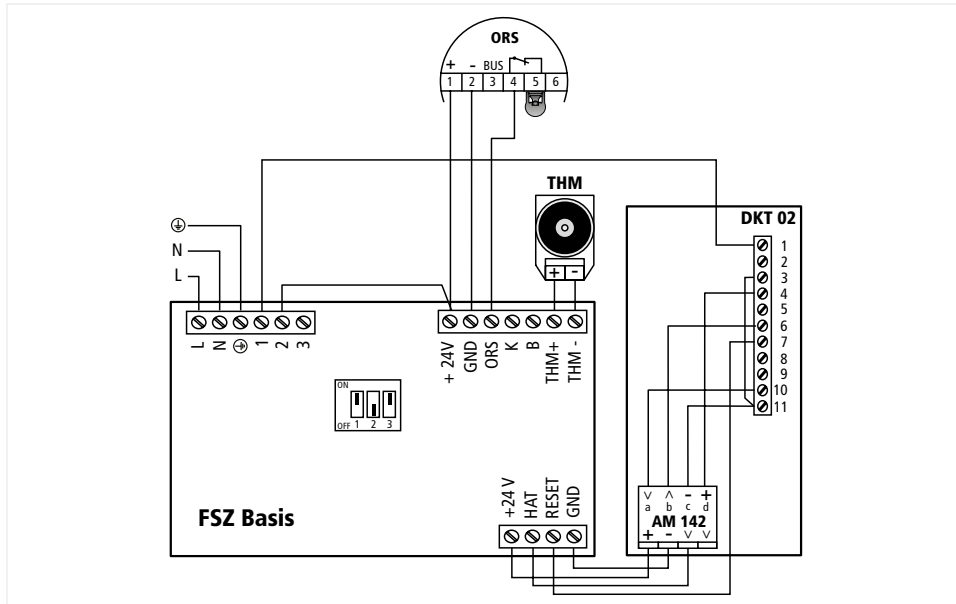 ORS
+ - BUS
1 2 3 4 5 6
THM
+ -
DKT 02
1
2
3
4
5
6
7
8
9
10
11
N
L
L N 1 2 3
+ 24V GND ORS K B THM+ THM -
ON
OFF 1 2 3
FSZ Basis
+24 V HAT RESET GND
- +
a b c d
AM 142
+ -